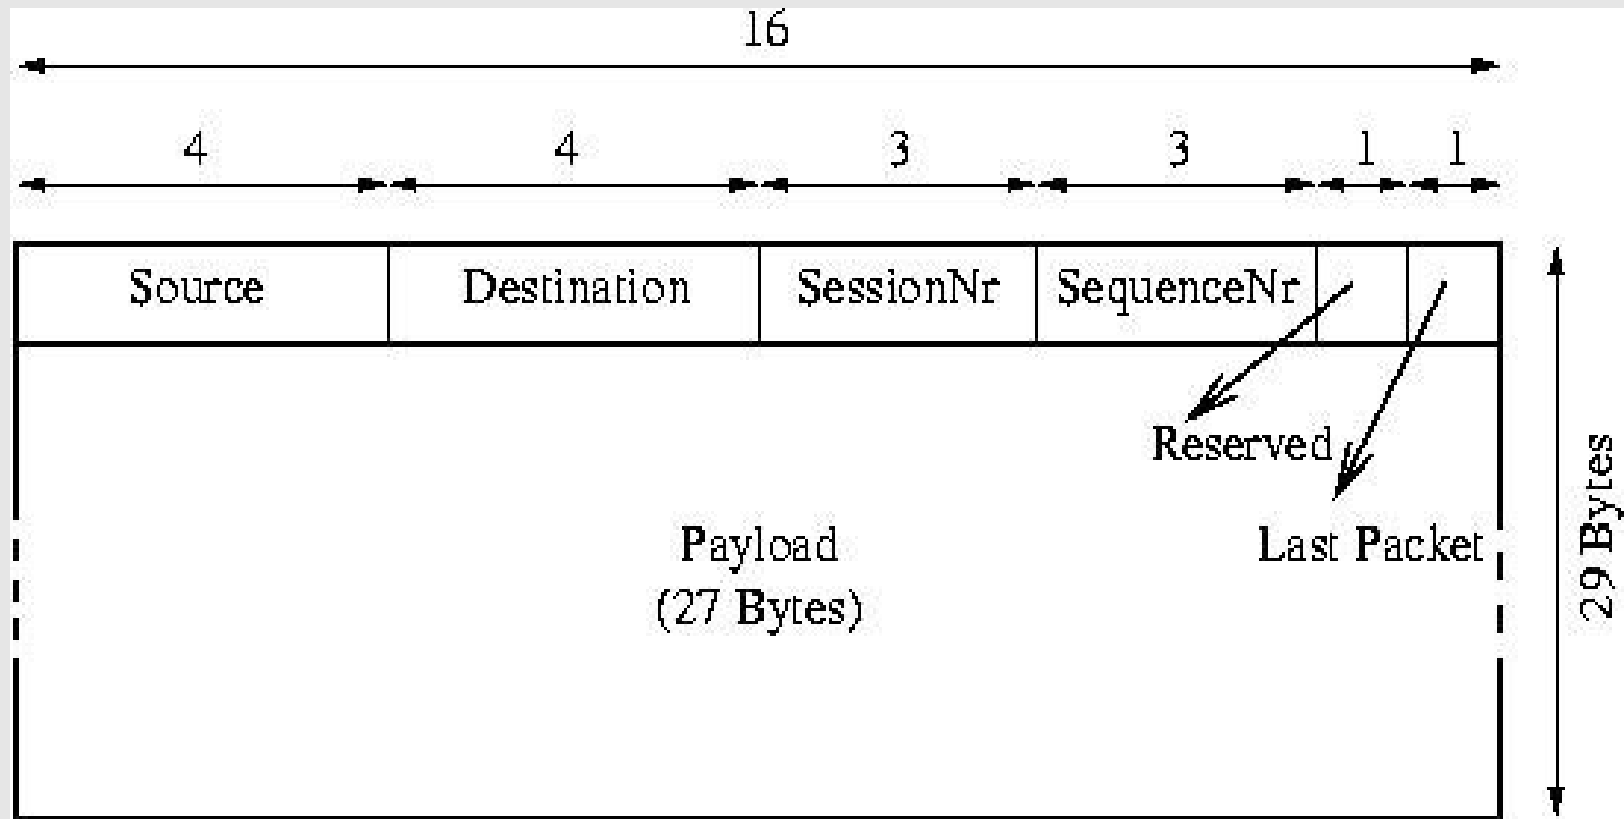 16
4 4 3 3 1 1
Source Destination SessionNr SequenceNr
Reserved
Last Packet
Payload
(27 Bytes)
29 Bytes